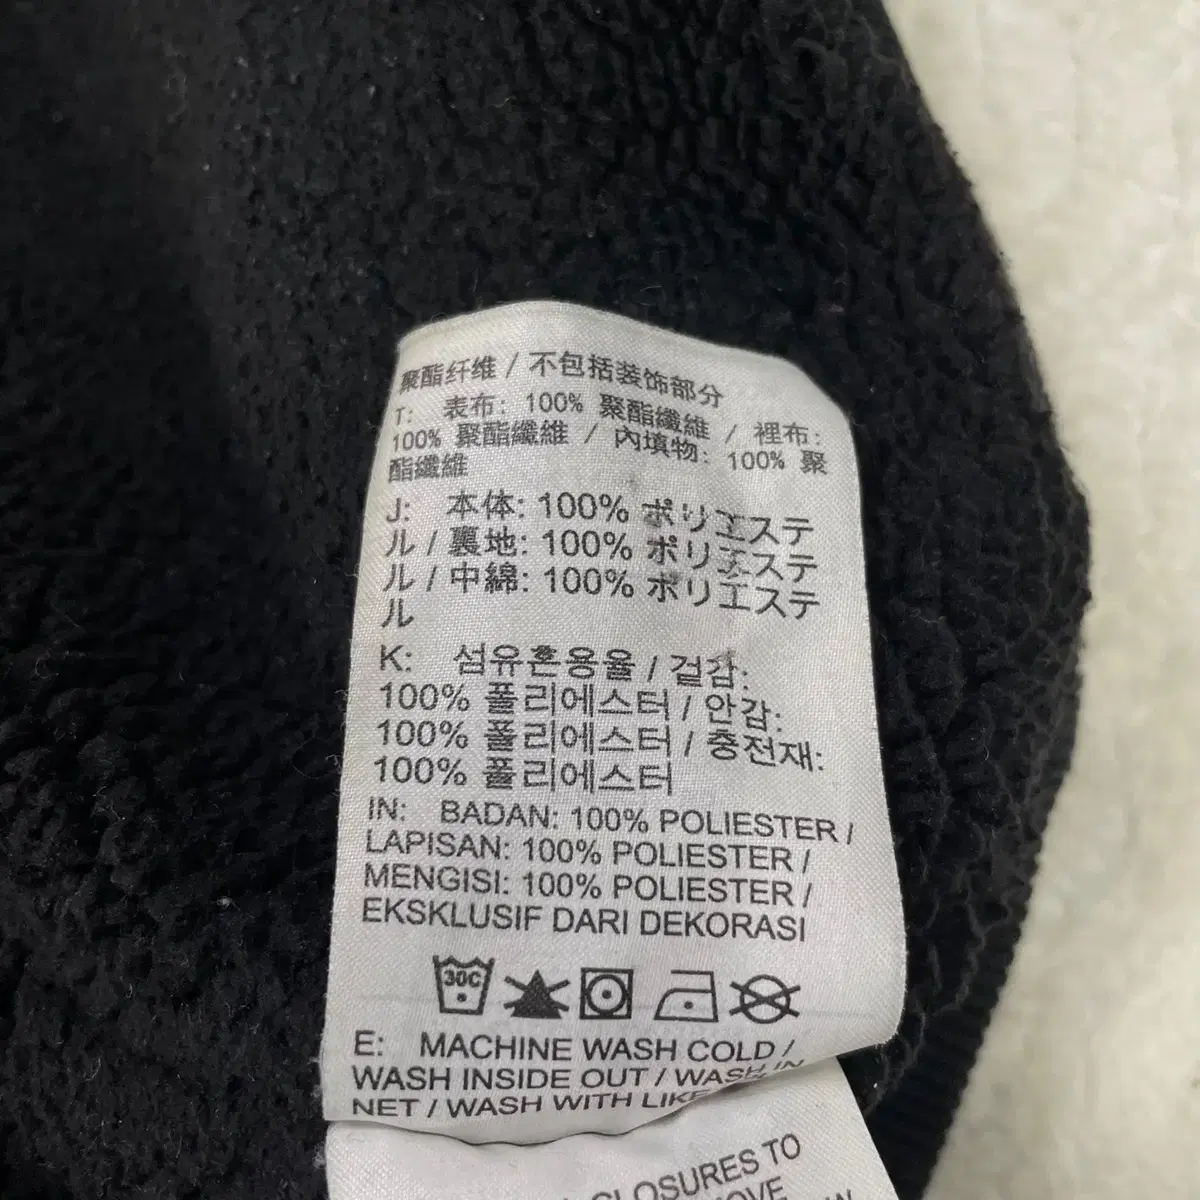 聚酯纤维 / 不包括装饰部分
T: 表布: 100% 聚酯纖維 / 裡布:
100% 聚酯纖維 / 內填物: 100% 聚
酯纖維
J: 本体: 100% ポリエステ
ル / 裏地: 100% ポリエステ
ル / 中綿: 100% ポリエステ
ル
K: 섬유혼용율 / 겉감:
100% 폴리에스터 / 안감:
100% 폴리에스터 / 충전재:
100% 폴리에스터
IN: BADAN: 100% POLIESTER /
LAPISAN: 100% POLIESTER /
MENGISI: 100% POLIESTER /
EKSKLUSIF DARI DEKORASI
30C
E: MACHINE WASH COLD /
WASH INSIDE OUT / WASH IN
NET / WASH WITH LIKE
CLOSURES TO